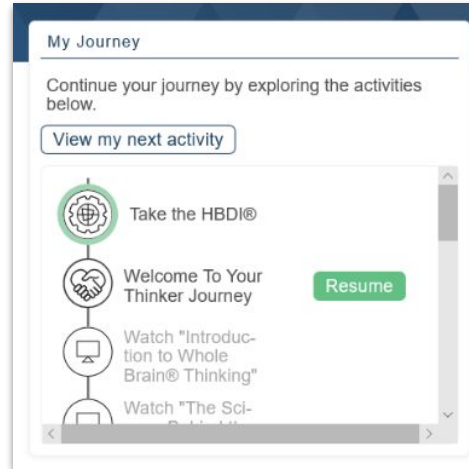 My Journey
Continue your journey by exploring the activities
below.
View my next activity
Take the HBDI®
Welcome To Your
Thinker Journey
Resume
Watch "Introduc-
tion to Whole
Brain® Thinking"
Watch "The Sci-